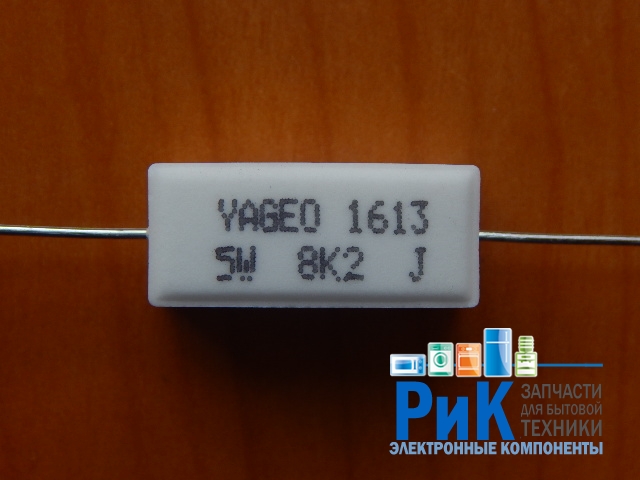 YAGEO 1613
5W 8K2 J
РиК
ЗАПЧАСТИ
ДЛЯ БЫТОВОЙ
ТЕХНИКИ
ЭЛЕКТРОННЫЕ КОМПОНЕНТЫ